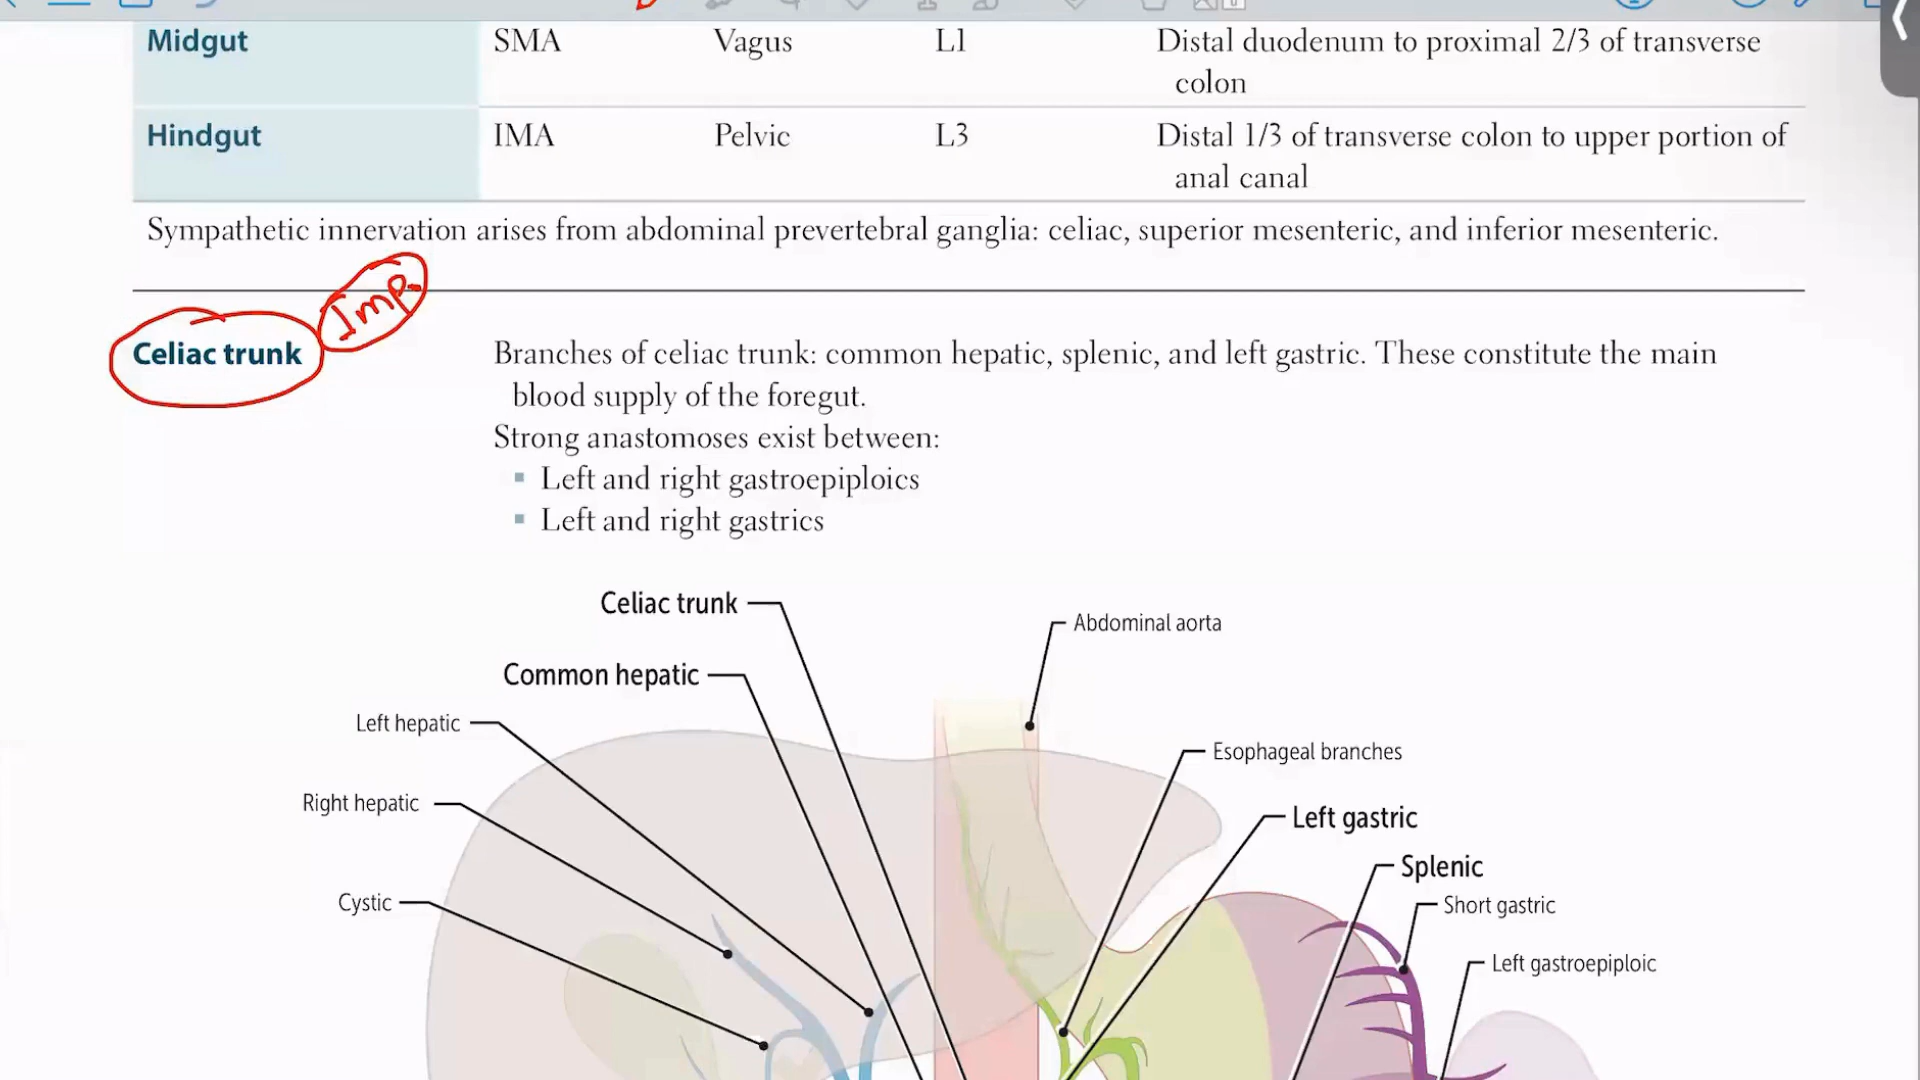 Midgut SMA Vagus L1 Distal duodenum to proximal 2/3 of transverse
colon
Hindgut IMA Pelvic L3 Distal 1/3 of transverse colon to upper portion of
anal canal
Sympathetic innervation arises from abdominal prevertebral ganglia: celiac, superior mesenteric, and inferior mesenteric.
Imp.
Celiac trunk Branches of celiac trunk: common hepatic, splenic, and left gastric. These constitute the main
blood supply of the foregut.
Strong anastomoses exist between:
▪ Left and right gastroepiploics
▪ Left and right gastrics
Celiac trunk
Abdominal aorta
Common hepatic
Left hepatic
Esophageal branches
Right hepatic
Left gastric
Splenic
Cystic
Short gastric
Left gastroepiploic